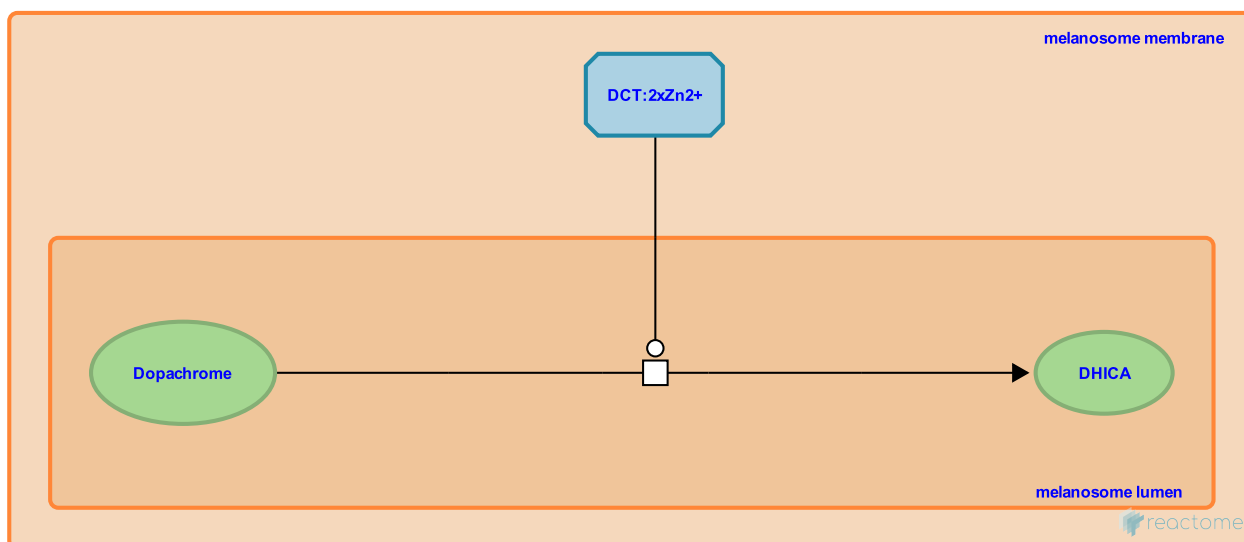 melanosome membrane
DCT:2xZn2+
Dopachrome
DHICA
melanosome lumen
reactome